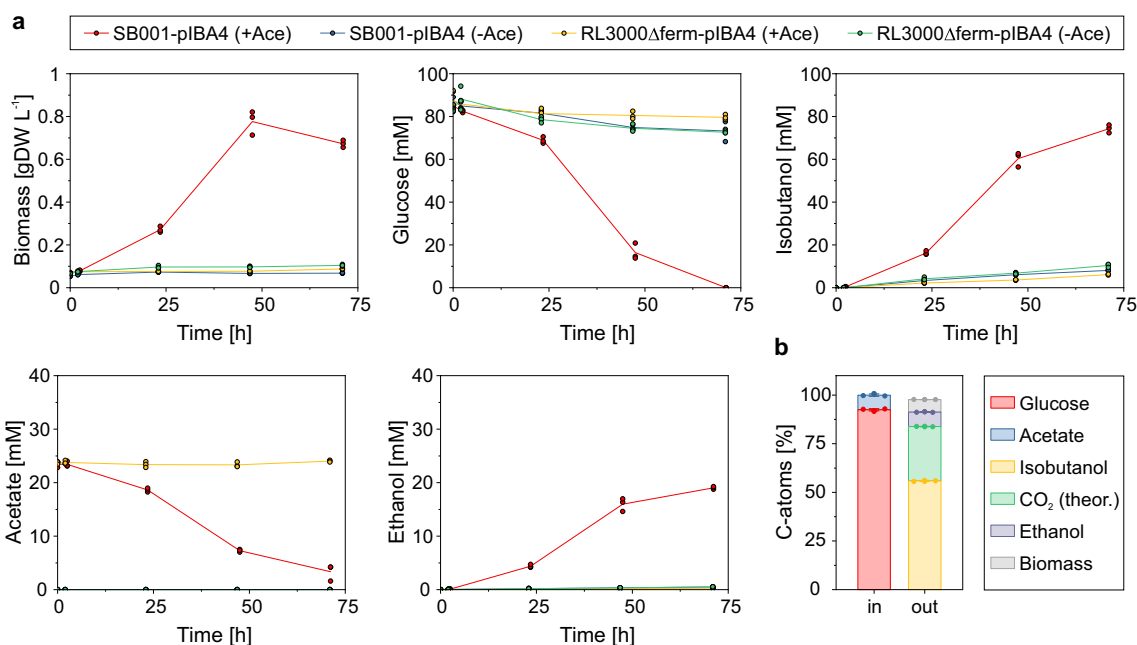 a
SB001-pIBA4 (+Ace) SB001-pIBA4 (-Ace) RL3000Δferm-pIBA4 (+Ace) RL3000Δferm-pIBA4 (-Ace)
Biomass [gDW L⁻¹]
1
0.8
0.6
0.4
0.2
0
0 25 50 75
Time [h]
Glucose [mM]
100
80
60
40
20
0
0 25 50 75
Time [h]
Isobutanol [mM]
100
80
60
40
20
0
0 25 50 75
Time [h]
Acetate [mM]
40
30
20
10
0
0 25 50 75
Time [h]
Ethanol [mM]
40
30
20
10
0
0 25 50 75
Time [h]
b
C-atoms [%]
100
75
50
25
0
in out
Glucose
Acetate
Isobutanol
CO₂ (theor.)
Ethanol
Biomass